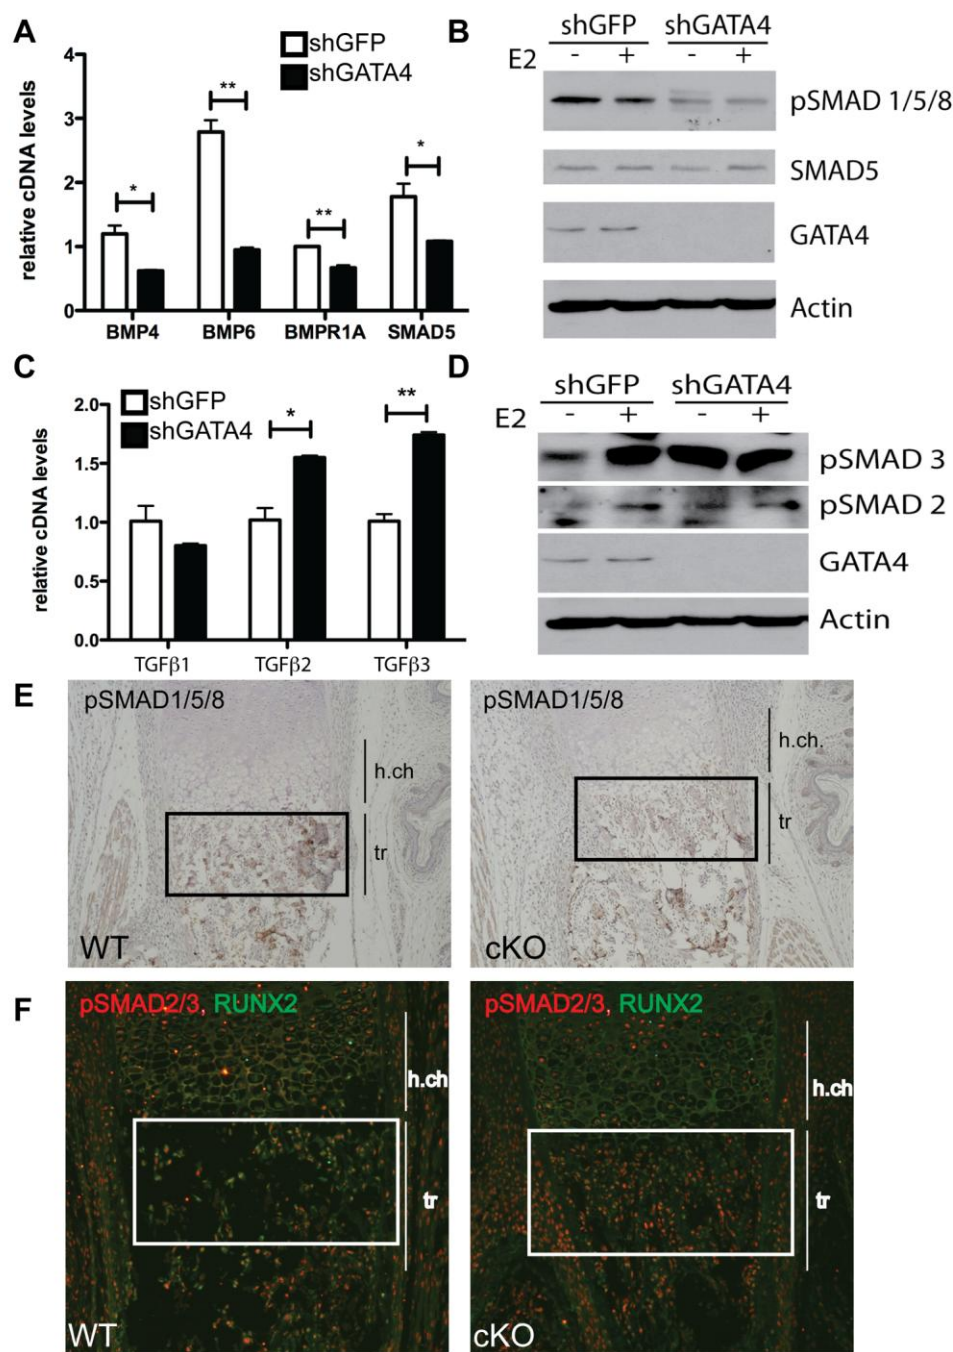 A
shGFP
shGATA4
relative cDNA levels
4
3
2
1
0
* ** ** *
BMP4 BMP6 BMPR1A SMAD5
B
shGFP shGATA4
E2 - + - +
pSMAD 1/5/8
SMAD5
GATA4
Actin
C
shGFP
shGATA4
relative cDNA levels
2.0
1.5
1.0
0.5
0.0
* **
TGFβ1 TGFβ2 TGFβ3
D
shGFP shGATA4
E2 - + - +
pSMAD 3
pSMAD 2
GATA4
Actin
E
pSMAD1/5/8
h.ch
tr
WT
pSMAD1/5/8
h.ch.
tr
cKO
F
pSMAD2/3, RUNX2
h.ch
tr
WT
pSMAD2/3, RUNX2
h.ch
tr
cKO